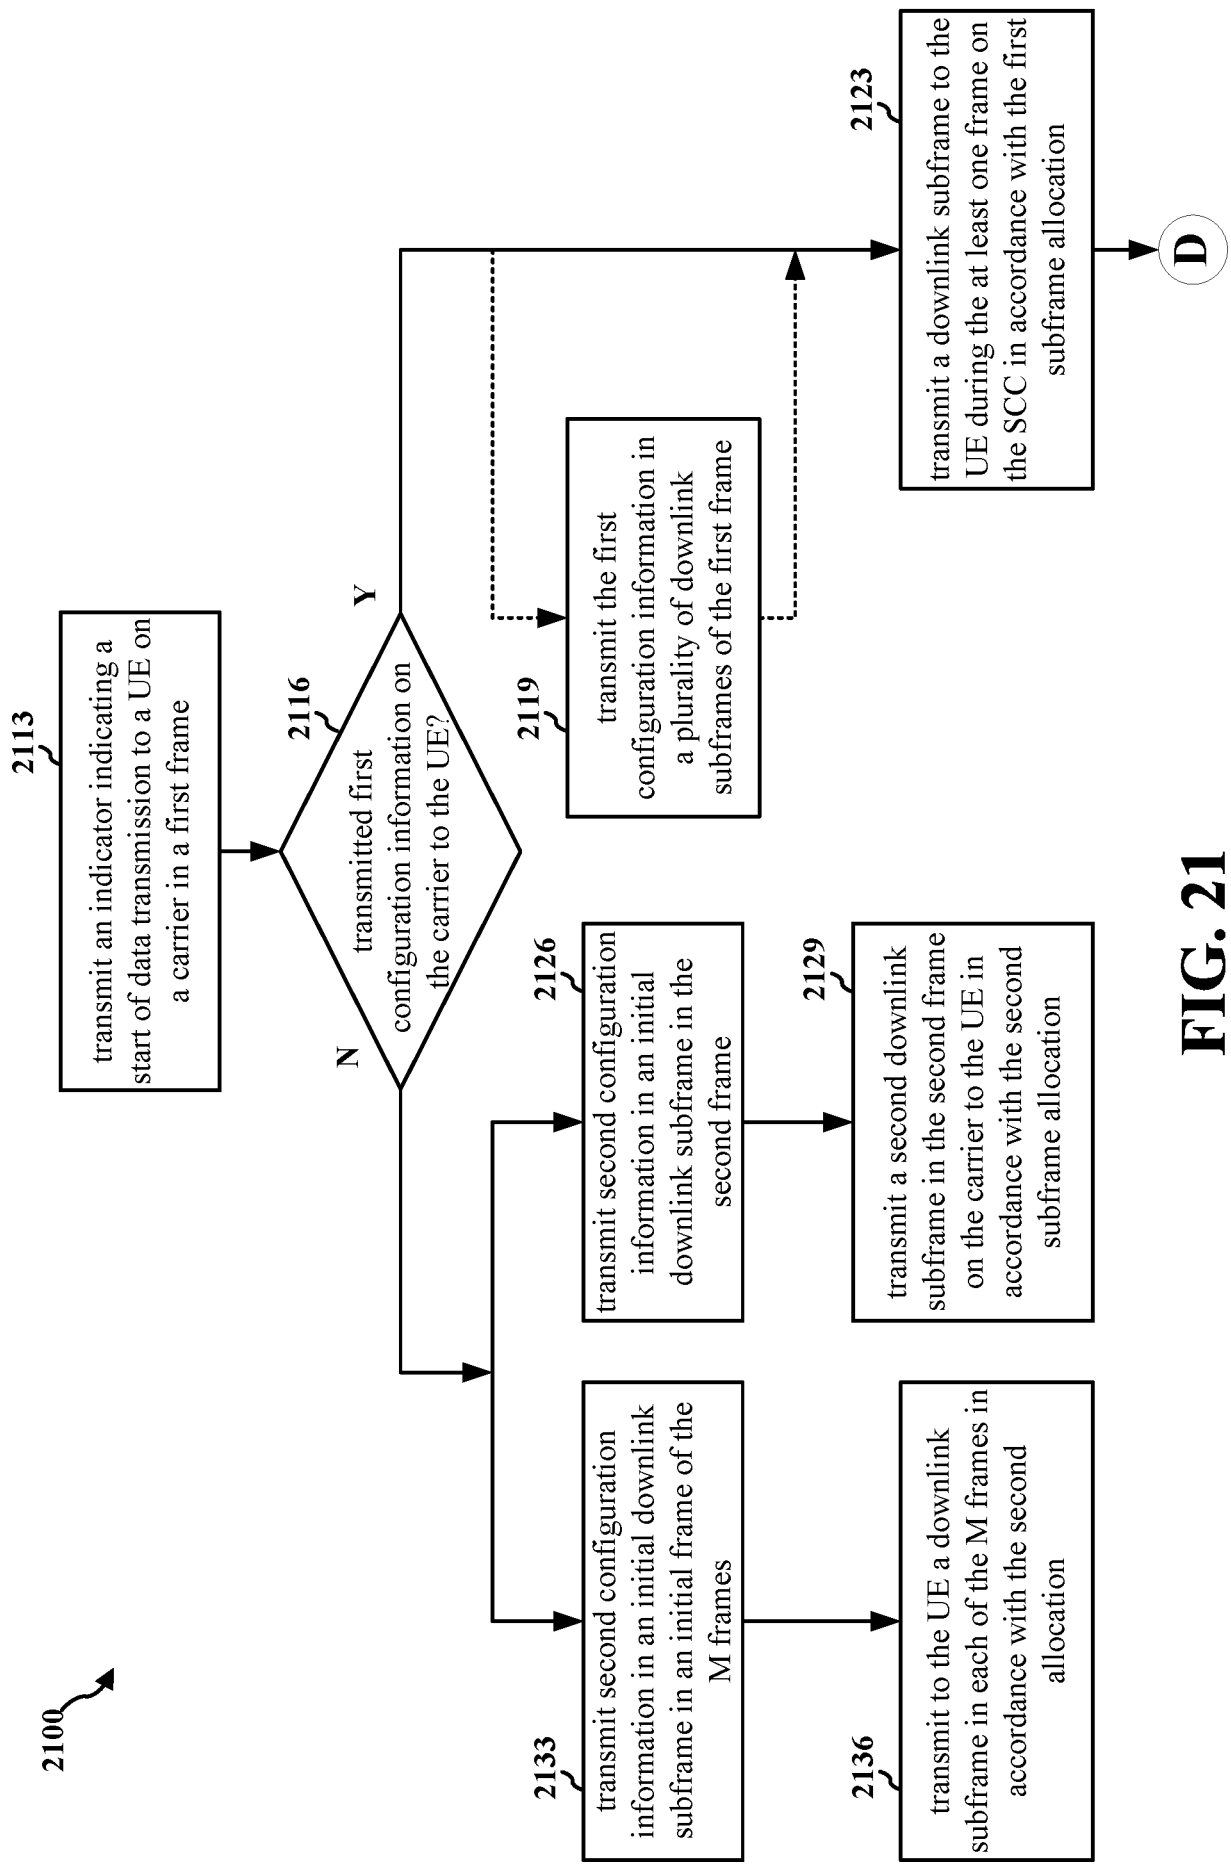 2100
2113
transmit an indicator indicating a
start of data transmission to a UE on
a carrier in a first frame
2116
transmitted first
configuration information on
the carrier to the UE?
N
Y
2133
transmit second configuration
information in an initial downlink
subframe in an initial frame of the
M frames
2126
transmit second configuration
information in an initial
downlink subframe in the
second frame
2119
transmit the first
configuration information in
a plurality of downlink
subframes of the first frame
2136
transmit to the UE a downlink
subframe in each of the M frames in
accordance with the second
allocation
2129
transmit a second downlink
subframe in the second frame
on the carrier to the UE in
accordance with the second
subframe allocation
2123
transmit a downlink subframe to the
UE during the at least one frame on
the SCC in accordance with the first
subframe allocation
D
FIG. 21